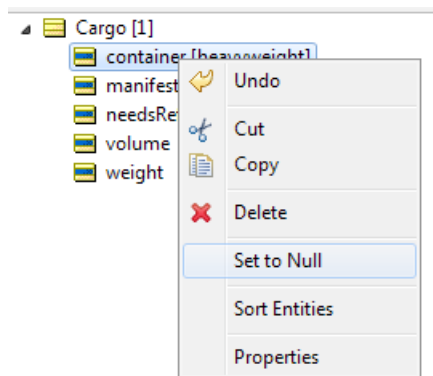 Cargo [1]
container [heavyweight]
manifest
needsRe
volume
weight
Undo
Cut
Copy
Delete
Set to Null
Sort Entities
Properties